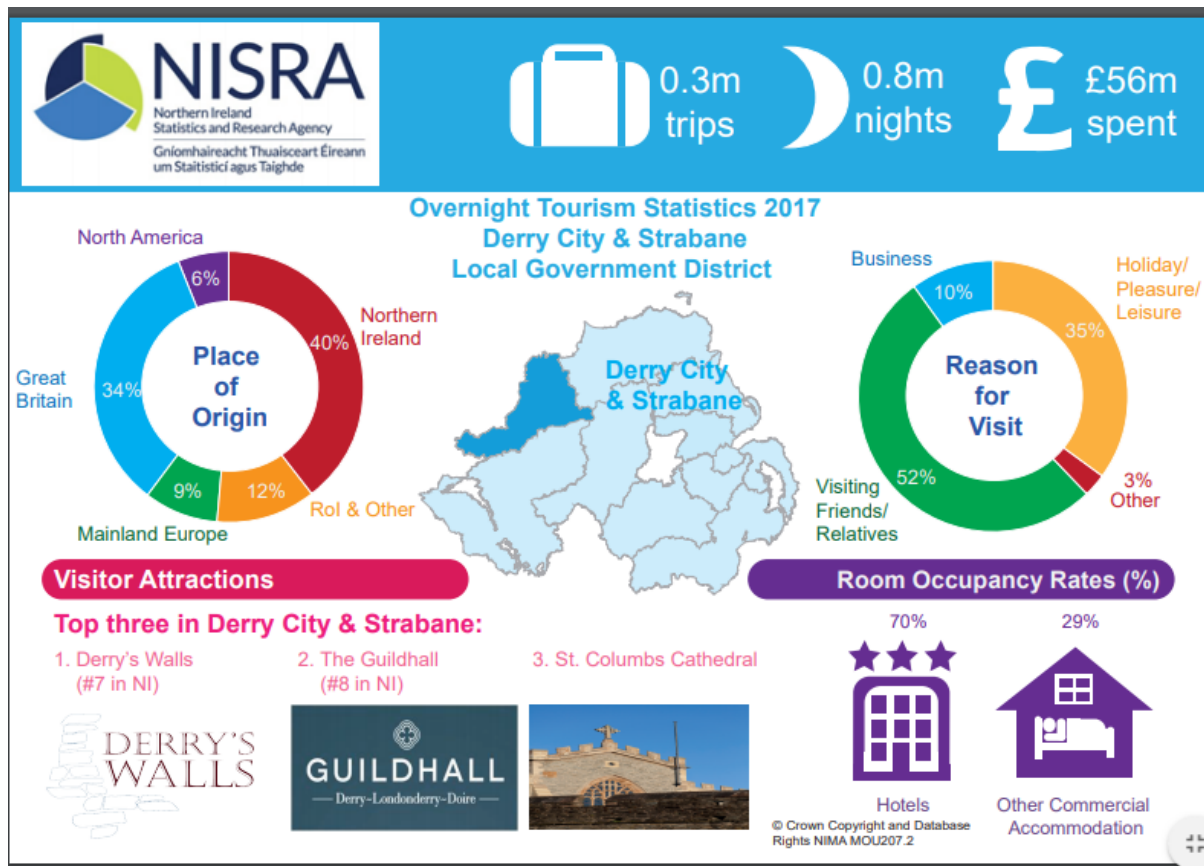 NISRA
Northern Ireland
Statistics and Research Agency
Gníomhaireacht Thuaisceart Éireann
um Staitisticí agus Taighde
0.3m
trips
0.8m
nights
£56m
spent
Overnight Tourism Statistics 2017
Derry City & Strabane
Local Government District
North America
6%
Northern
Ireland
40%
Great
Britain
34%
Place
of
Origin
9%
12%
RoI & Other
Mainland Europe
Derry City
& Strabane
Business
10%
Holiday/
Pleasure/
Leisure
35%
Reason
for
Visit
52%
Visiting
Friends/
Relatives
3%
Other
Visitor Attractions
Top three in Derry City & Strabane:
1. Derry's Walls
(#7 in NI)
2. The Guildhall
(#8 in NI)
3. St. Columbs Cathedral
DERRY'S
WALLS
GUILDHALL
Derry-Londonderry-Doire
Room Occupancy Rates (%)
70%
29%
Hotels
Other Commercial
Accommodation
© Crown Copyright and Database
Rights NIMA MOU207.2